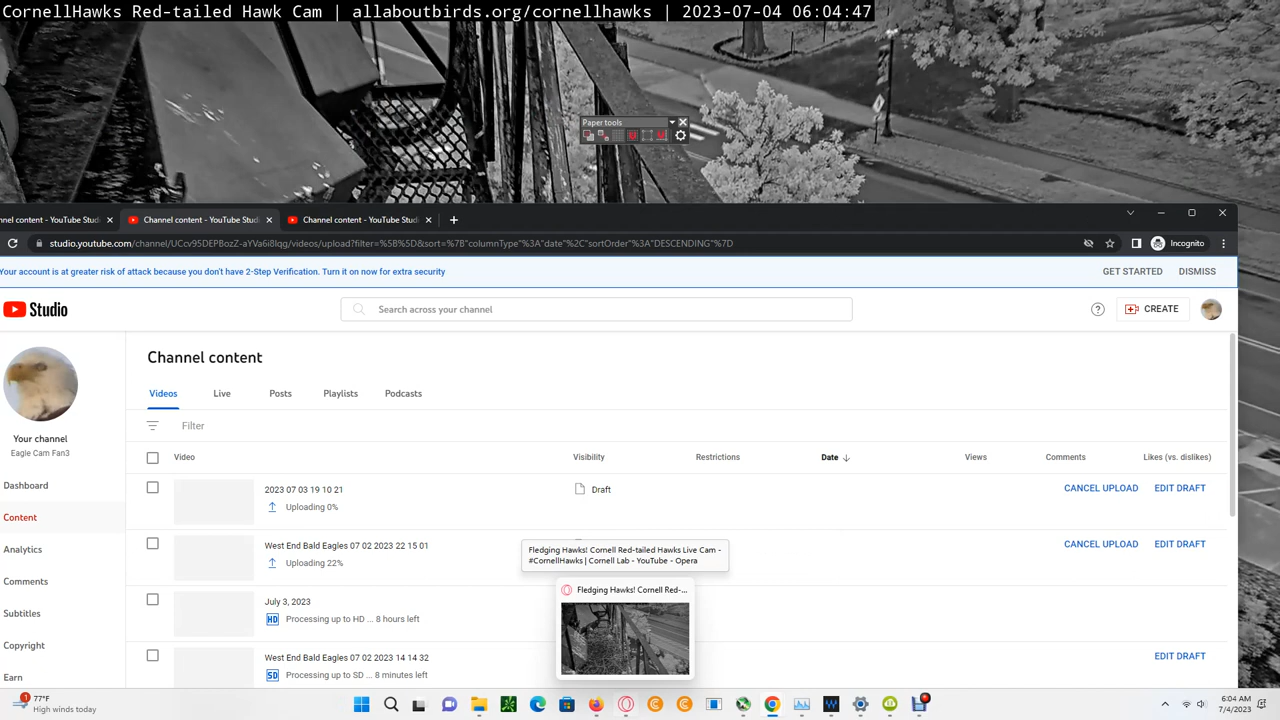 CornellHawks Red-tailed Hawk Cam | allaboutbirds.org/cornellhawks | 2023-07-04 06:04:47
Paper tools
hannel content - YouTube Studi
Channel content - YouTube Studi
Channel content - YouTube Studi
studio.youtube.com/channel/UCcv95DEPBozZ-aYVa6i8lqg/videos/upload?filter=%5B%5D&sort=%7B"columnType"%3A"date"%2C"sortOrder"%3A"DESCENDING"%7D
Incognito
Your account is at greater risk of attack because you don't have 2-Step Verification. Turn it on now for extra security
GET STARTED
DISMISS
Studio
Search across your channel
CREATE
Channel content
Videos
Live
Posts
Playlists
Podcasts
Your channel
Eagle Cam Fan3
Filter
Video
Visibility
Restrictions
Date
Views
Comments
Likes (vs. dislikes)
Dashboard
Content
Analytics
Comments
Subtitles
Copyright
Earn
2023 07 03 19 10 21
Uploading 0%
Draft
CANCEL UPLOAD
EDIT DRAFT
West End Bald Eagles 07 02 2023 22 15 01
Uploading 22%
CANCEL UPLOAD
EDIT DRAFT
Fledging Hawks! Cornell Red-tailed Hawks Live Cam -
#CornellHawks | Cornell Lab - YouTube - Opera
Fledging Hawks! Cornell Red-...
July 3, 2023
HD
Processing up to HD ... 8 hours left
West End Bald Eagles 07 02 2023 14 14 32
SD
Processing up to SD ... 8 minutes left
EDIT DRAFT
1
77°F
High winds today
6:04 AM
7/4/2023